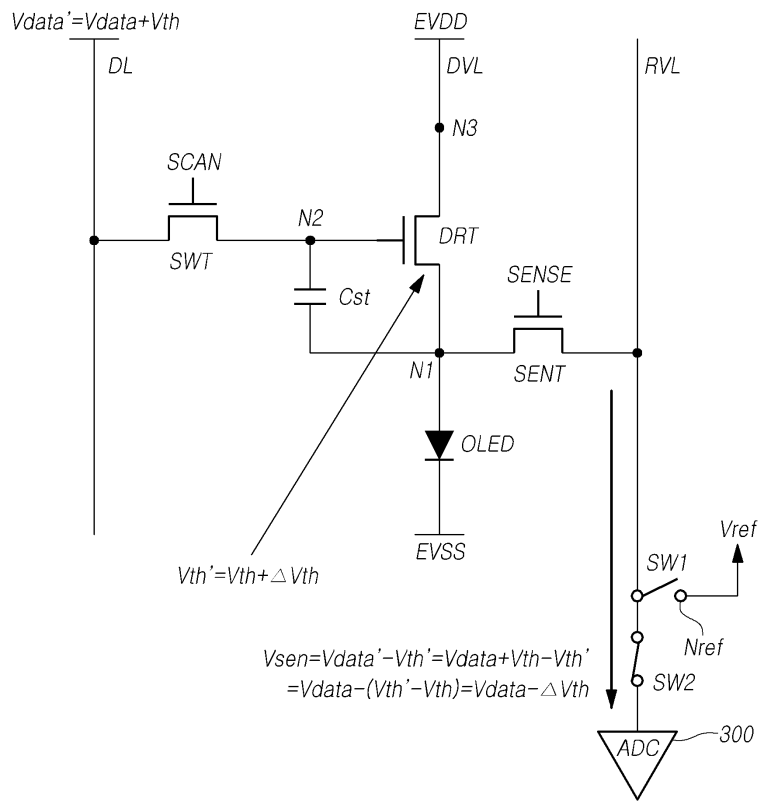 Vdata'=Vdata+Vth
EVDD
DL
DVL
RVL
N3
SCAN
N2
DRT
SWT
SENSE
Cst
N1
SENT
OLED
EVSS
Vref
Vth'=Vth+△Vth
SW1
Nref
Vsen=Vdata'-Vth'=Vdata+Vth-Vth'
=Vdata-(Vth'-Vth)=Vdata-△Vth
SW2
ADC
300